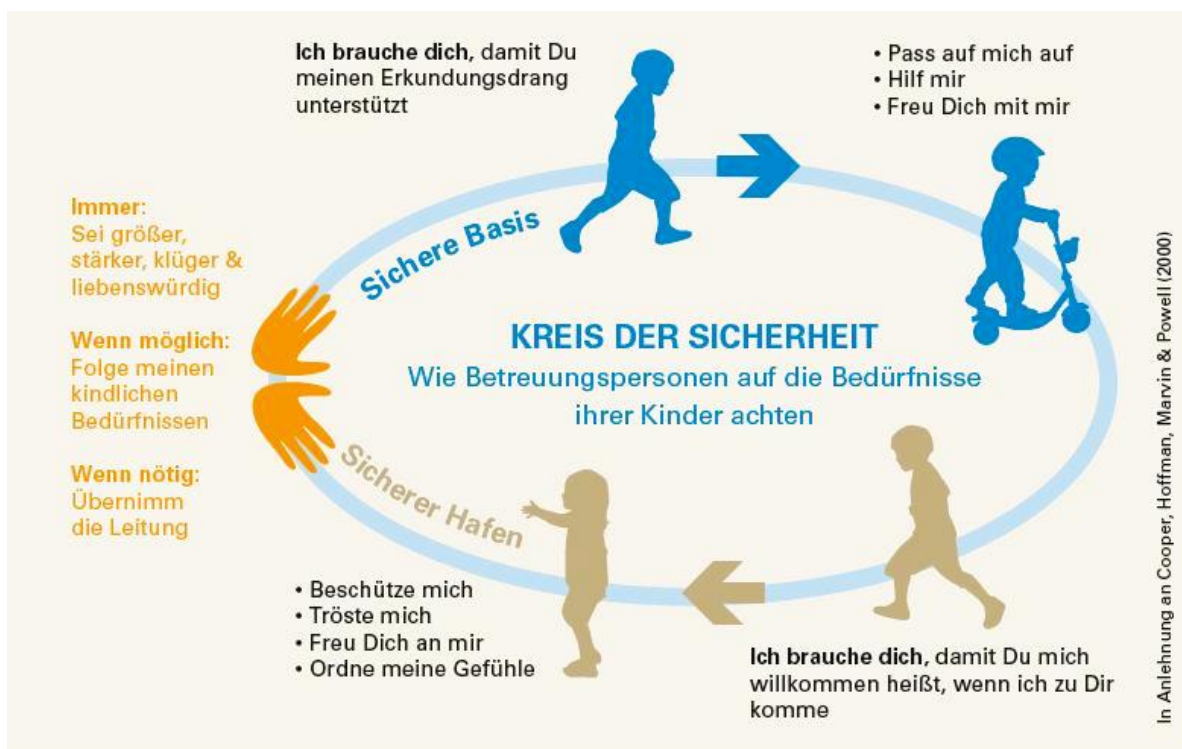 Ich brauche dich, damit Du
meinen Erkundungsdrang
unterstützt
• Pass auf mich auf
• Hilf mir
• Freu Dich mit mir
Immer:
Sei größer,
stärker, klüger &
liebenswürdig
Wenn möglich:
Folge meinen
kindlichen
Bedürfnissen
Wenn nötig:
Übernimm
die Leitung
Sichere Basis
KREIS DER SICHERHEIT
Wie Betreuungspersonen auf die Bedürfnisse
ihrer Kinder achten
Sicherer Hafen
• Beschütze mich
• Tröste mich
• Freu Dich an mir
• Ordne meine Gefühle
Ich brauche dich, damit Du mich
willkommen heißt, wenn ich zu Dir
komme
In Anlehnung an Cooper, Hoffman, Marvin & Powell (2000)